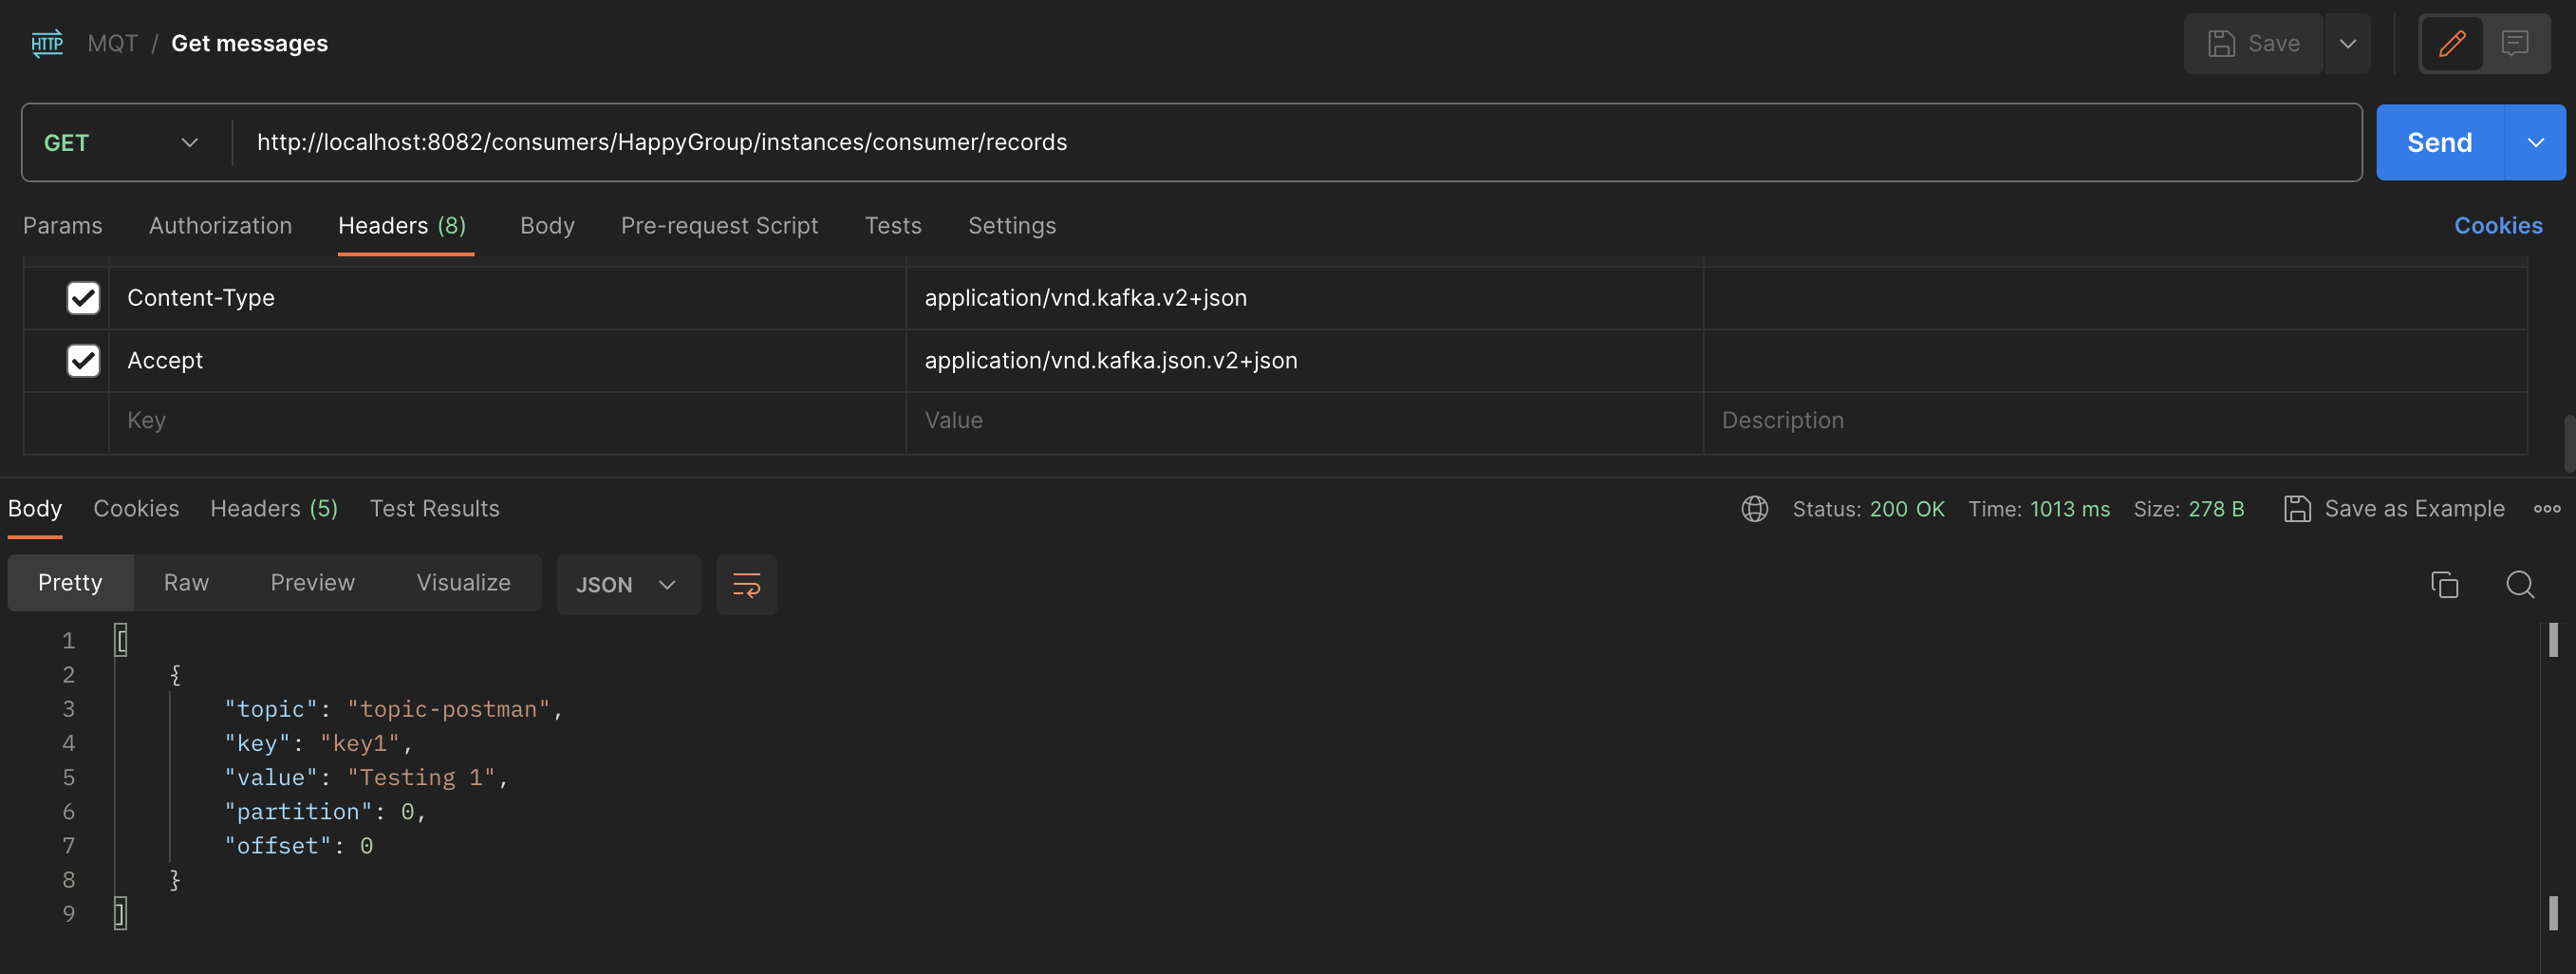 HTTP MQT / Get messages Save
GET http://localhost:8082/consumers/HappyGroup/instances/consumer/records Send
Params Authorization Headers (8) Body Pre-request Script Tests Settings Cookies
Content-Type application/vnd.kafka.v2+json
Accept application/vnd.kafka.json.v2+json
Key Value Description
Body Cookies Headers (5) Test Results Status: 200 OK Time: 1013 ms Size: 278 B Save as Example
Pretty Raw Preview Visualize JSON
1 [
2 {
3 "topic": "topic-postman",
4 "key": "key1",
5 "value": "Testing 1",
6 "partition": 0,
7 "offset": 0
8 }
9 ]